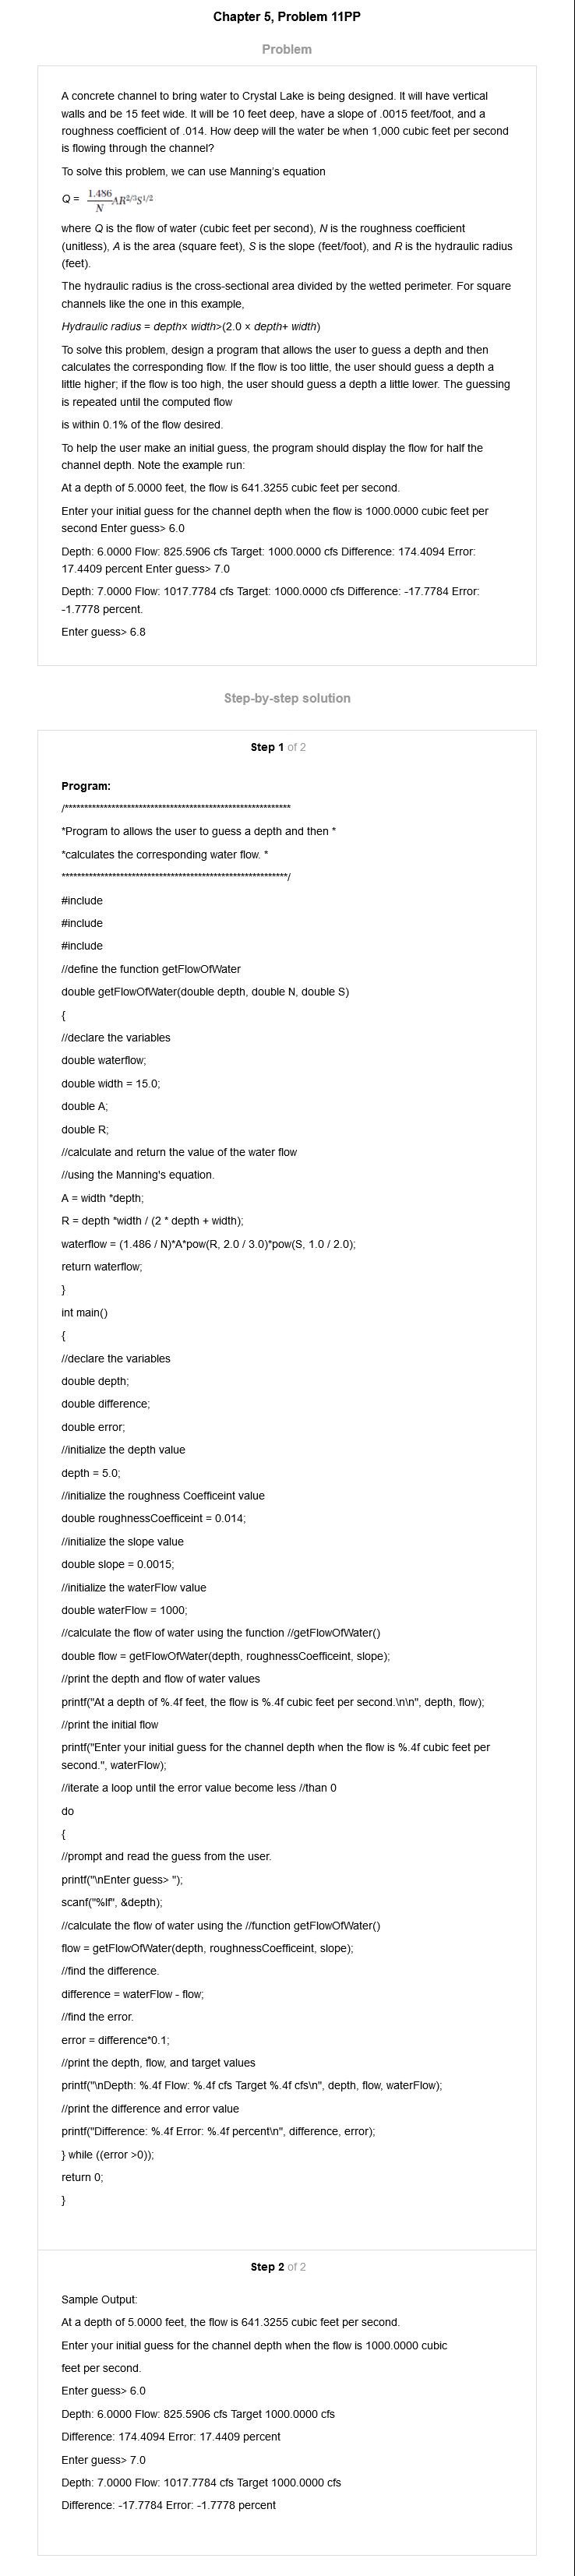 Chapter 5, Problem 11PP
Problem
A concrete channel to bring water to Crystal Lake is being designed. It will have vertical
walls and be 15 feet wide. It will be 10 feet deep, have a slope of .0015 feet/foot, and a
roughness coefficient of .014. How deep will the water be when 1,000 cubic feet per second
is flowing through the channel?
To solve this problem, we can use Manning's equation
Q = 1.486/N AR^2/3 S^1/2
where Q is the flow of water (cubic feet per second), N is the roughness coefficient
(unitless), A is the area (square feet), S is the slope (feet/foot), and R is the hydraulic radius
(feet).
The hydraulic radius is the cross-sectional area divided by the wetted perimeter. For square
channels like the one in this example,
Hydraulic radius = depth× width>(2.0 × depth+ width)
To solve this problem, design a program that allows the user to guess a depth and then
calculates the corresponding flow. If the flow is too little, the user should guess a depth a
little higher; if the flow is too high, the user should guess a depth a little lower. The guessing
is repeated until the computed flow
is within 0.1% of the flow desired.
To help the user make an initial guess, the program should display the flow for half the
channel depth. Note the example run:
At a depth of 5.0000 feet, the flow is 641.3255 cubic feet per second.
Enter your initial guess for the channel depth when the flow is 1000.0000 cubic feet per
second Enter guess> 6.0
Depth: 6.0000 Flow: 825.5906 cfs Target: 1000.0000 cfs Difference: 174.4094 Error:
17.4409 percent Enter guess> 7.0
Depth: 7.0000 Flow: 1017.7784 cfs Target: 1000.0000 cfs Difference: -17.7784 Error:
-1.7778 percent.
Enter guess> 6.8
Step-by-step solution
Step 1 of 2
Program:
/**********************************************************
*Program to allows the user to guess a depth and then *
*calculates the corresponding water flow. *
**********************************************************/
#include
#include
#include
//define the function getFlowOfWater
double getFlowOfWater(double depth, double N, double S)
{
//declare the variables
double waterflow;
double width = 15.0;
double A;
double R;
//calculate and return the value of the water flow
//using the Manning's equation.
A = width *depth;
R = depth *width / (2 * depth + width);
waterflow = (1.486 / N)*A*pow(R, 2.0 / 3.0)*pow(S, 1.0 / 2.0);
return waterflow;
}
int main()
{
//declare the variables
double depth;
double difference;
double error;
//initialize the depth value
depth = 5.0;
//initialize the roughness Coefficeint value
double roughnessCoefficeint = 0.014;
//initialize the slope value
double slope = 0.0015;
//initialize the waterFlow value
double waterFlow = 1000;
//calculate the flow of water using the function //getFlowOfWater()
double flow = getFlowOfWater(depth, roughnessCoefficeint, slope);
//print the depth and flow of water values
printf("At a depth of %.4f feet, the flow is %.4f cubic feet per second.\n\n", depth, flow);
//print the initial flow
printf("Enter your initial guess for the channel depth when the flow is %.4f cubic feet per
second.", waterFlow);
//iterate a loop until the error value become less //than 0
do
{
//prompt and read the guess from the user.
printf("\nEnter guess> ");
scanf("%lf", &depth);
//calculate the flow of water using the //function getFlowOfWater()
flow = getFlowOfWater(depth, roughnessCoefficeint, slope);
//find the difference.
difference = waterFlow - flow;
//find the error.
error = difference*0.1;
//print the depth, flow, and target values
printf("\nDepth: %.4f Flow: %.4f cfs Target %.4f cfs\n", depth, flow, waterFlow);
//print the difference and error value
printf("Difference: %.4f Error: %.4f percent\n", difference, error);
} while ((error >0));
return 0;
}
Step 2 of 2
Sample Output:
At a depth of 5.0000 feet, the flow is 641.3255 cubic feet per second.
Enter your initial guess for the channel depth when the flow is 1000.0000 cubic
feet per second.
Enter guess> 6.0
Depth: 6.0000 Flow: 825.5906 cfs Target 1000.0000 cfs
Difference: 174.4094 Error: 17.4409 percent
Enter guess> 7.0
Depth: 7.0000 Flow: 1017.7784 cfs Target 1000.0000 cfs
Difference: -17.7784 Error: -1.7778 percent